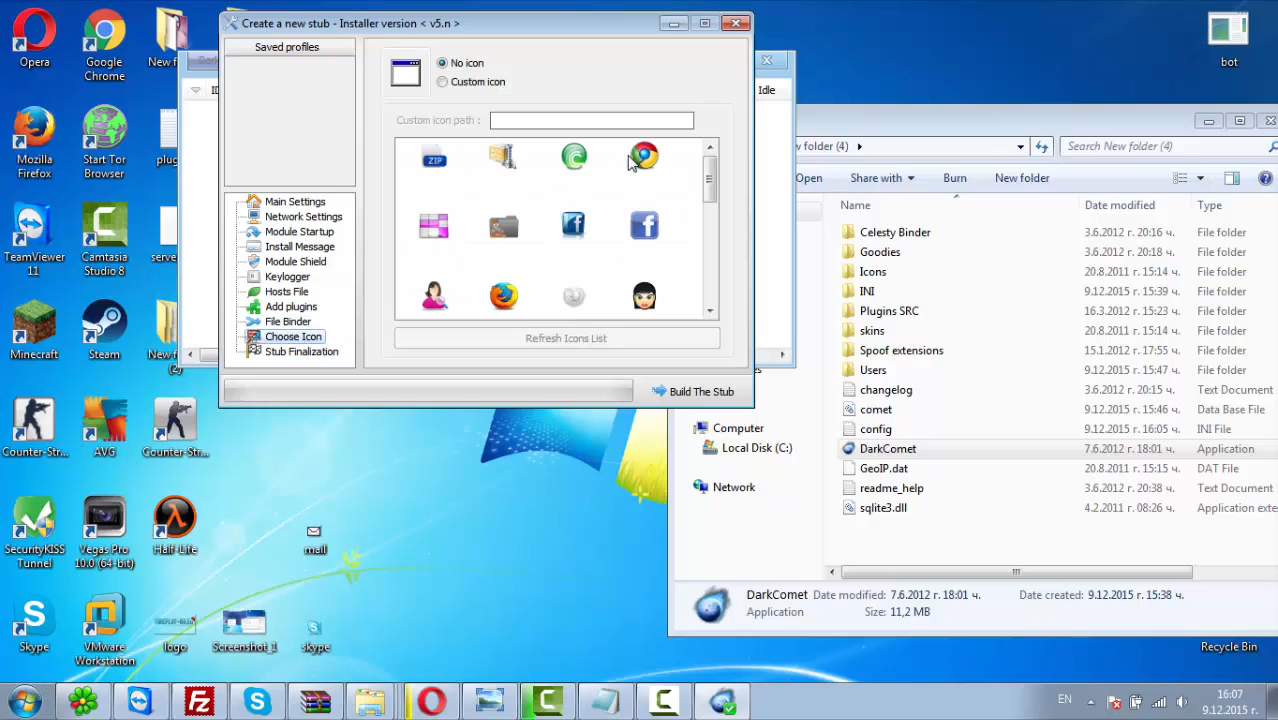 Create a new stub - Installer version < v5.n >
Saved profiles
No icon
Custom icon
Custom icon path :
ZIP
Main Settings
Network Settings
Module Startup
Install Message
Module Shield
Keylogger
Hosts File
Add plugins
File Binder
Choose Icon
Stub Finalization
Refresh Icons List
Build The Stub
Idle
Opera
Google
Chrome
New f
Mozilla
Firefox
Start Tor
Browser
plug
TeamViewer
11
Camtasia
Studio 8
serve
Minecraft
Steam
New f
(2)
Counter-Str...
AVG
Counter-Str...
SecurityKISS
Tunnel
Vegas Pro
10.0 (64-bit)
Half-Life
mail
Skype
VMware
Workstation
logo
Screenshot_1
skype
bot
ew folder (4)
Search New folder (4)
Open
Share with
Burn
New folder
Name
Date modified
Type
Celesty Binder
3.6.2012 г. 20:16 ч.
File folder
Goodies
3.6.2012 г. 20:18 ч.
File folder
Icons
20.8.2011 г. 15:14 ч.
File folder
INI
9.12.2015 г. 15:39 ч.
File folder
Plugins SRC
16.3.2012 г. 17:23 ч.
File folder
skins
20.8.2011 г. 15:14 ч.
File folder
Spoof extensions
15.1.2012 г. 17:55 ч.
File folder
Users
9.12.2015 г. 15:47 ч.
File folder
changelog
3.6.2012 г. 20:16 ч.
Text Document
comet
9.12.2015 г. 15:46 ч.
Data Base File
config
9.12.2015 г. 16:05 ч.
INI File
DarkComet
7.6.2012 г. 18:01 ч.
Application
GeoIP.dat
20.8.2011 г. 15:15 ч.
DAT File
readme_help
3.6.2012 г. 20:38 ч.
Text Document
sqlite3.dll
4.2.2011 г. 08:26 ч.
Application exte
Computer
Local Disk (C:)
Network
DarkComet
Date modified: 7.6.2012 г. 18:01 ч.
Date created: 9.12.2015 г. 15:38 ч.
Application
Size: 11,2 MB
Recycle Bin
EN
16:07
9.12.2015 г.